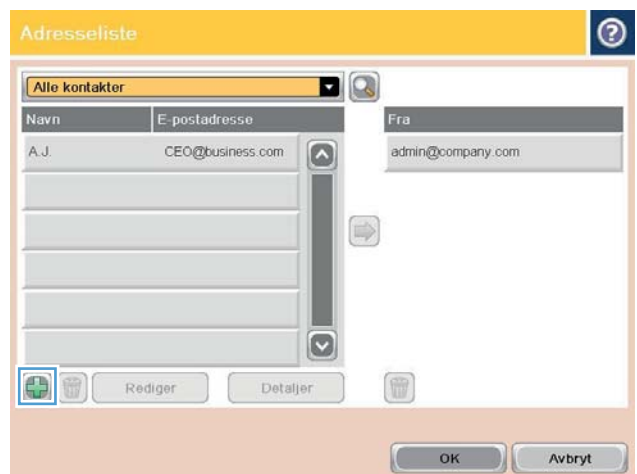 Adresseliste
Alle kontakter
Navn E-postadresse Fra
A.J. CEO@business.com admin@company.com
Rediger Detaljer
OK Avbryt